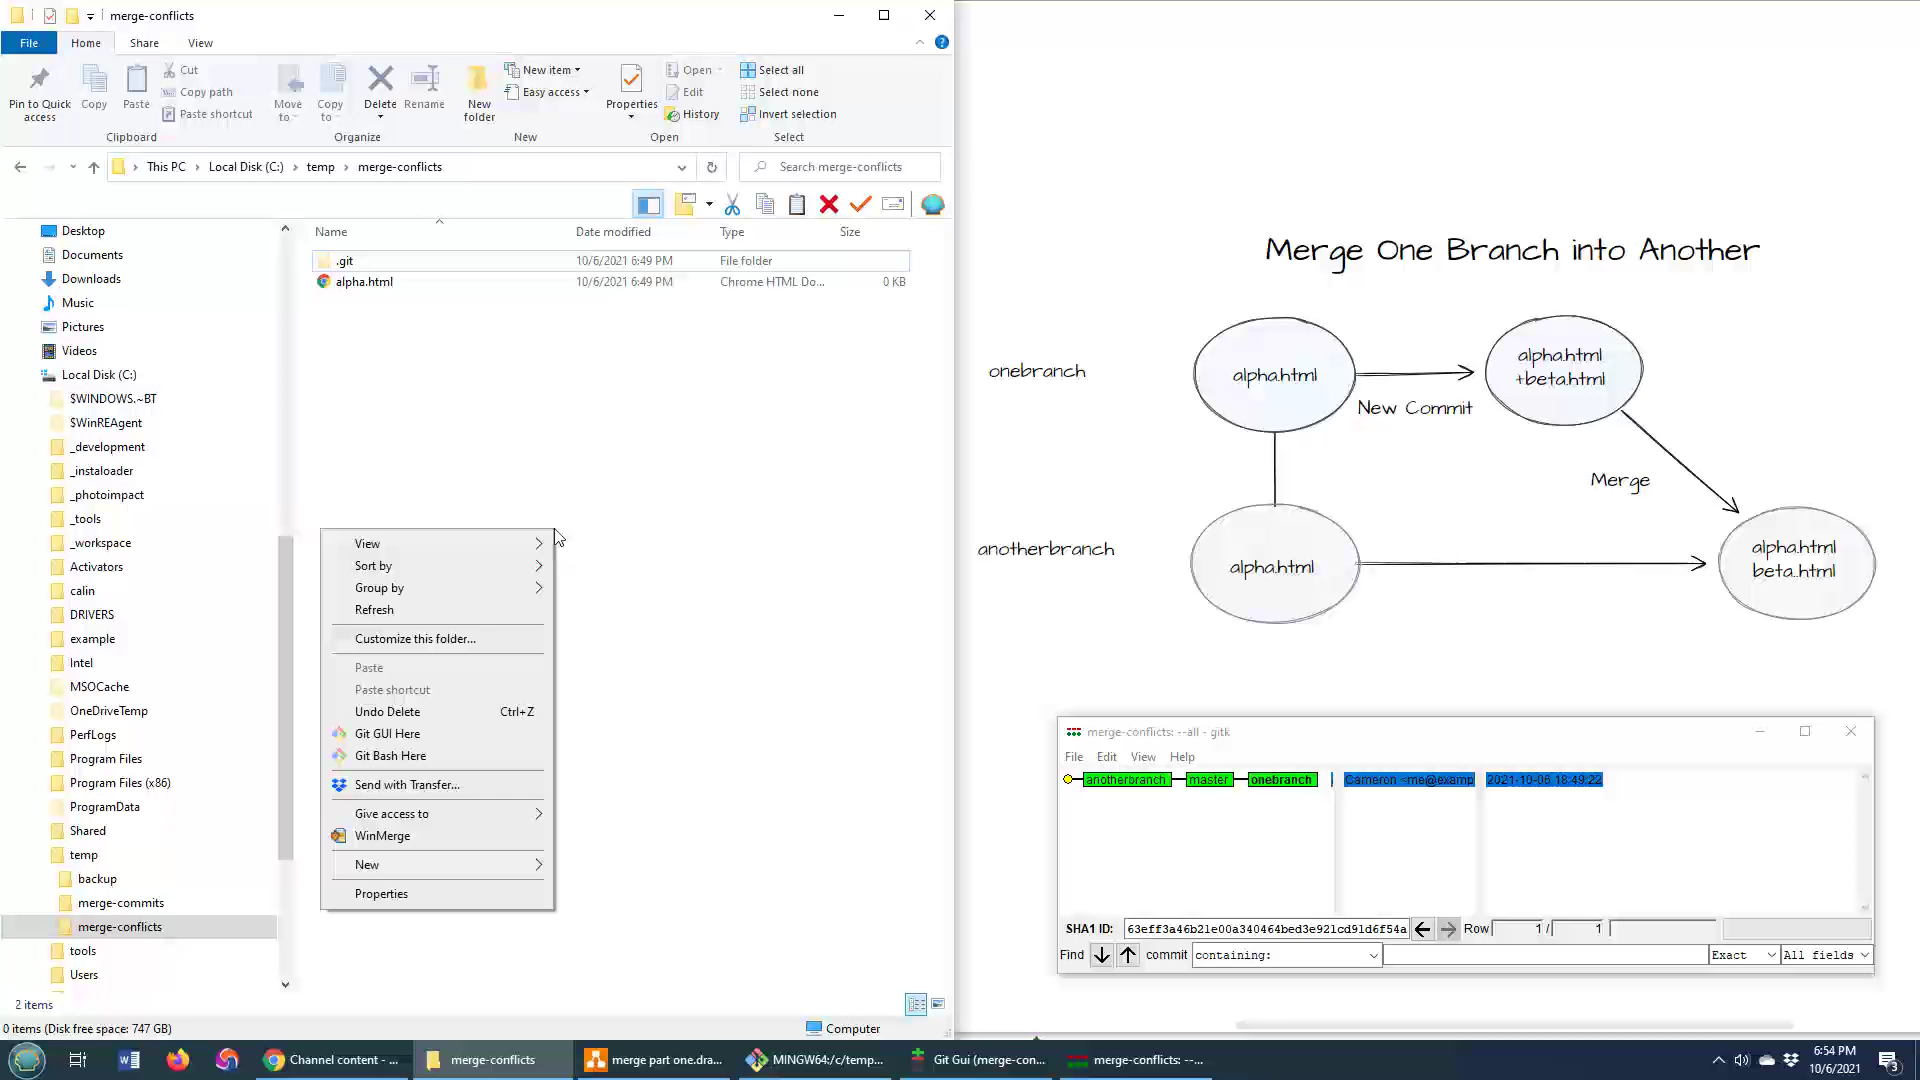 merge-conflicts
File
Home
Share
View
Pin to Quick access
Copy
Paste
Cut
Copy path
Paste shortcut
Move to
Copy to
Delete
Rename
New folder
New item
Easy access
Properties
Open
Edit
History
Select all
Select none
Invert selection
Clipboard
Organize
New
Open
Select
This PC > Local Disk (C:) > temp > merge-conflicts
Search merge-conflicts
Name
Date modified
Type
Size
.git
10/6/2021 6:49 PM
File folder
alpha.html
10/6/2021 6:49 PM
Chrome HTML Do...
0 KB
Desktop
Documents
Downloads
Music
Pictures
Videos
Local Disk (C:)
$WINDOWS.~BT
$WinREAgent
_development
_instaloader
_photoimpact
_tools
_workspace
Activators
calin
DRIVERS
example
Intel
MSOCache
OneDriveTemp
PerfLogs
Program Files
Program Files (x86)
ProgramData
Shared
temp
backup
merge-commits
merge-conflicts
tools
Users
View
Sort by
Group by
Refresh
Customize this folder...
Paste
Paste shortcut
Undo Delete Ctrl+Z
Git GUI Here
Git Bash Here
Send with Transfer...
Give access to
WinMerge
New
Properties
2 items
0 items (Disk free space: 747 GB)
Computer
Merge One Branch into Another
onebranch
alpha.html
New Commit
alpha.html
+beta.html
Merge
anotherbranch
alpha.html
alpha.html
beta..html
merge-conflicts: --all - gitk
File Edit View Help
anotherbranch
master
onebranch
Cameron <me@examp
2021-10-06 18:49:22
SHA1 ID: 63eff3a46b21e00a340464bed3e921cd91d6f54a
Row 1 / 1
Find commit containing:
Exact
All fields
Channel content - ...
merge-conflicts
merge part one.dra...
MINGW64:/c/temp...
Git Gui (merge-con...
merge-conflicts: --...
6:54 PM
10/6/2021
3